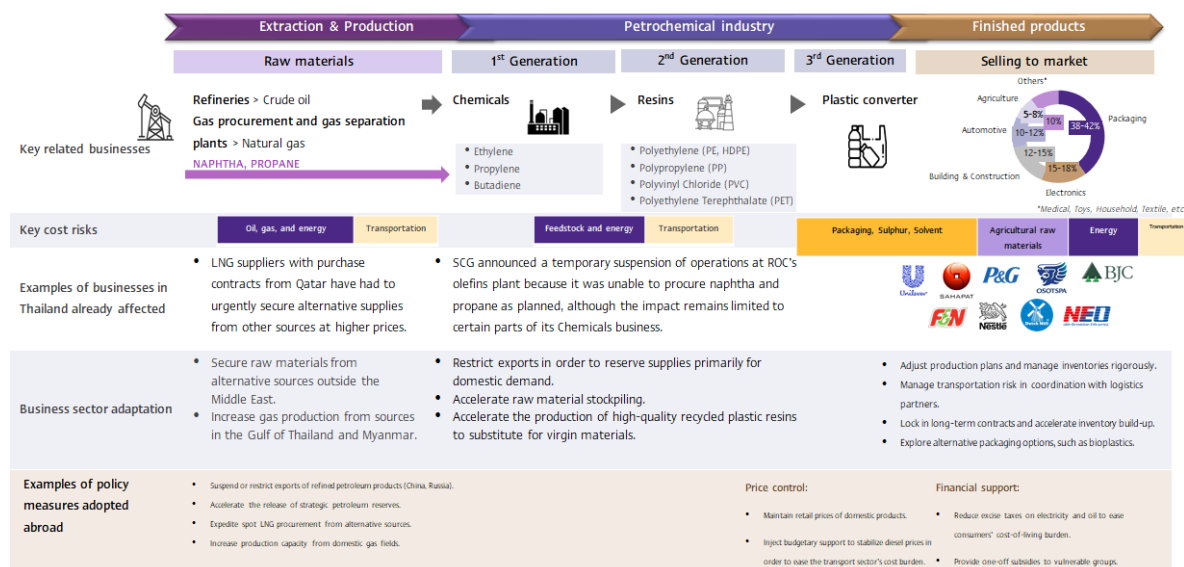 Extraction & Production
Petrochemical industry
Finished products
Raw materials
1st Generation
2nd Generation
3rd Generation
Selling to market
Key related businesses
Refineries > Crude oil
Gas procurement and gas separation
plants > Natural gas
NAPHTHA, PROPANE
Chemicals
• Ethylene
• Propylene
• Butadiene
Resins
• Polyethylene (PE, HDPE)
• Polypropylene (PP)
• Polyvinyl Chloride (PVC)
• Polyethylene Terephthalate (PET)
Plastic converter
Others*
Agriculture
Automotive
Building & Construction
Electronics
Packaging
5-8%
10%
38-42%
10-12%
12-15%
15-18%
*Medical, Toys, Household, Textile, etc
Key cost risks
Oil, gas, and energy
Transportation
Feedstock and energy
Transportation
Packaging, Sulphur, Solvent
Agricultural raw
materials
Energy
Transportation
Examples of businesses in
Thailand already affected
• LNG suppliers with purchase
contracts from Qatar have had to
urgently secure alternative supplies
from other sources at higher prices.
• SCG announced a temporary suspension of operations at ROC's
olefins plant because it was unable to procure naphtha and
propane as planned, although the impact remains limited to
certain parts of its Chemicals business.
Unilever
SAHAPAT
P&G
OSOTSPA
BJC
F&N
Nestle
Dutch Mill
NEO
Business sector adaptation
• Secure raw materials from
alternative sources outside the
Middle East.
• Increase gas production from sources
in the Gulf of Thailand and Myanmar.
• Restrict exports in order to reserve supplies primarily for
domestic demand.
• Accelerate raw material stockpiling.
• Accelerate the production of high-quality recycled plastic resins
to substitute for virgin materials.
• Adjust production plans and manage inventories rigorously.
• Manage transportation risk in coordination with logistics
partners.
• Lock in long-term contracts and accelerate inventory build-up.
• Explore alternative packaging options, such as bioplastics.
Examples of policy
measures adopted
abroad
• Suspend or restrict exports of refined petroleum products (China, Russia).
• Accelerate the release of strategic petroleum reserves.
• Expedite spot LNG procurement from alternative sources.
• Increase production capacity from domestic gas fields.
Price control:
• Maintain retail prices of domestic products.
• Inject budgetary support to stabilize diesel prices in
order to ease the transport sector's cost burden.
Financial support:
• Reduce excise taxes on electricity and oil to ease
consumers' cost-of-living burden.
• Provide one-off subsidies to vulnerable groups.